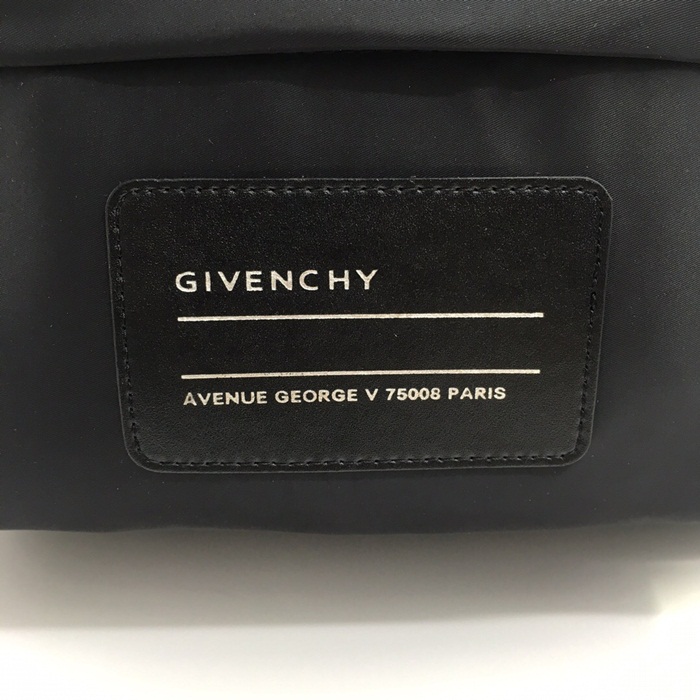 GIVENCHY
AVENUE GEORGE V 75008 PARIS